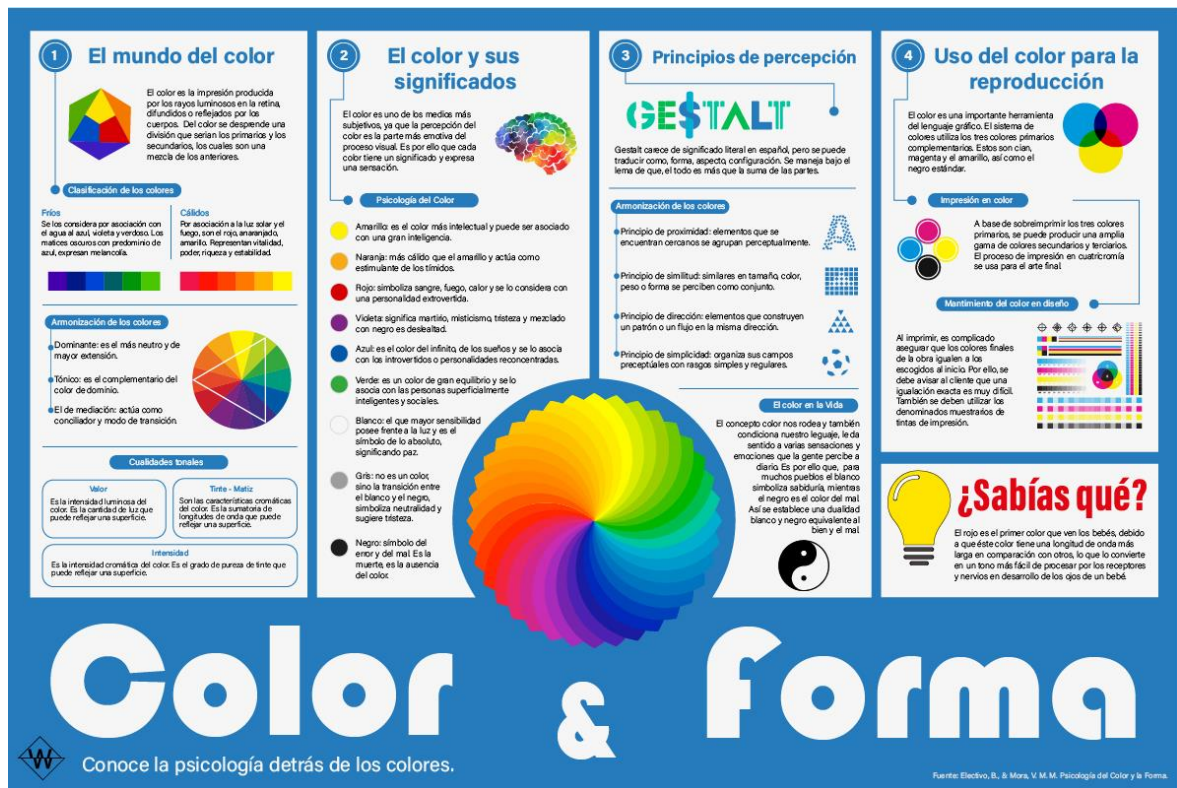 1
El mundo del color
El color es la impresión producida
por los rayos luminosos en la retina,
difundidos o reflejados por los
cuerpos. Del color se desprende una
división que serían los primarios y los
secundarios, los cuales son una
mezcla de los anteriores.
Clasificación de los colores
Fríos
Se los considera por asociación con
el agua al azul, violeta y verdoso. Los
matices oscuros con predominio de
azul, expresan melancolía.
Cálidos
Por asociación a la luz solar y el
fuego, son el rojo, anaranjado,
amarillo. Representan vitalidad,
poder, riqueza y estabilidad.
Armonización de los colores
Dominante: es el más neutro y de
mayor extensión.
Tónico: es el complementario del
color de dominio.
El de mediación: actúa como
conciliador y modo de transición.
Cualidades tonales
Valor
Es la intensidad luminosa del
color. Es la cantidad de luz que
puede reflejar una superficie.
Tinte - Matiz
Son las características cromáticas
del color. Es la sumatoria de
longitudes de onda que puede
reflejar una superficie.
Intensidad
Es la intensidad cromática del color. Es el grado de pureza de tinte que
puede reflejar una superficie.
2
El color y sus
significados
El color es uno de los medios más
subjetivos, ya que la percepción del
color es la parte más emotiva del
proceso visual. Es por ello que cada
color tiene un significado y expresa
una sensación.
Psicología del Color
Amarillo: es el color más intelectual y puede ser asociado
con una gran inteligencia.
Naranja: más cálido que el amarillo y actúa como
estimulante de los tímidos.
Rojo: simboliza sangre, fuego, calor y se lo considera con
una personalidad extrovertida.
Violeta: significa martirio, misticismo, tristeza y mezclado
con negro es deslealtad.
Azul: es el color del infinito, de los sueños y se lo asocia
con los introvertidos o personalidades reconcentradas.
Verde: es un color de gran equilibrio y se lo
asocia con las personas superficialmente
inteligentes y sociales.
Blanco: el que mayor sensibilidad
posee frente a la luz y es el
símbolo de lo absoluto,
significando paz.
Gris: no es un color,
sino la transición entre
el blanco y el negro,
simboliza neutralidad y
sugiere tristeza.
Negro: símbolo del
error y del mal. Es la
muerte, es la ausencia
del color.
3
Principios de percepción
GESTALT
Gestalt carece de significado literal en español, pero se puede
traducir como, forma, aspecto, configuración. Se maneja bajo el
lema de que, el todo es más que la suma de las partes.
Armonización de los colores
Principio de proximidad: elementos que se
encuentran cercanos se agrupan perceptualmente.
Principio de similitud: similares en tamaño, color,
peso o forma se perciben como conjunto.
Principio de dirección: elementos que construyen
un patrón o un flujo en la misma dirección.
Principio de simplicidad: organiza sus campos
preceptúales con rasgos simples y regulares.
El color en la Vida
El concepto color nos rodea y también
condiciona nuestro leguaje, le da
sentido a varias sensaciones y
emociones que la gente percibe a
diario. Es por ello que, para
muchos pueblos el blanco
simboliza sabiduría, mientras
el negro es el color del mal.
Así se establece una dualidad
blanco y negro equivalente al
bien y el mal
4
Uso del color para la
reproducción
El color es una importante herramienta
del lenguaje gráfico. El sistema de
colores utiliza los tres colores primarios
complementarios. Estos son cian,
magenta y el amarillo, así como el
negro estándar.
Impresión en color
A base de sobreimprimir los tres colores
primarios, se puede producir una amplia
gama de colores secundarios y terciarios.
El proceso de impresión en cuatricromía
se usa para el arte final.
Mantimiento del color en diseño
Al imprimir, es complicado
asegurar que los colores finales
de la obra igualen a los
escogidos al inicio. Por ello, se
debe avisar al cliente que una
igualación exacta es muy difícil.
También se deben utilizar los
denominados muestrarios de
tintas de impresión.
¿Sabías qué?
El rojo es el primer color que ven los bebés, debido
a que éste color tiene una longitud de onda más
larga en comparación con otros, lo que lo convierte
en un tono más fácil de procesar por los receptores
y nervios en desarrollo de los ojos de un bebé.
Color
&
Forma
W
Conoce la psicología detrás de los colores.
Fuente: Electivo, B., & Mora, V. M. M. Psicología del Color y la Forma.